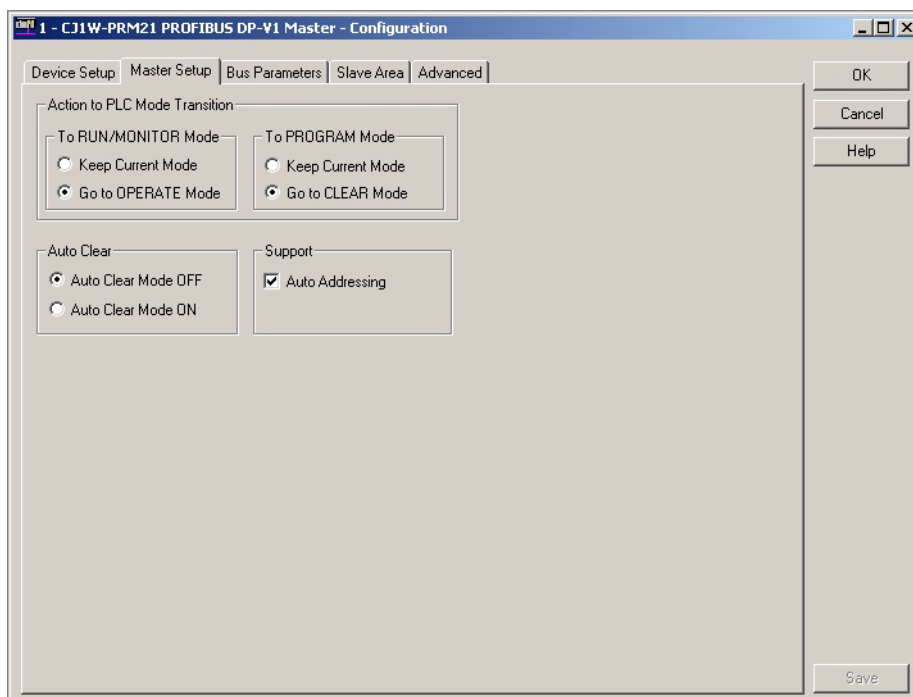 1 - CJ1W-PRM21 PROFIBUS DP-V1 Master - Configuration
Device Setup Master Setup Bus Parameters Slave Area Advanced
OK
Cancel
Help
Action to PLC Mode Transition
To RUN/MONITOR Mode
Keep Current Mode
Go to OPERATE Mode
To PROGRAM Mode
Keep Current Mode
Go to CLEAR Mode
Auto Clear
Auto Clear Mode OFF
Auto Clear Mode ON
Support
Auto Addressing
Save